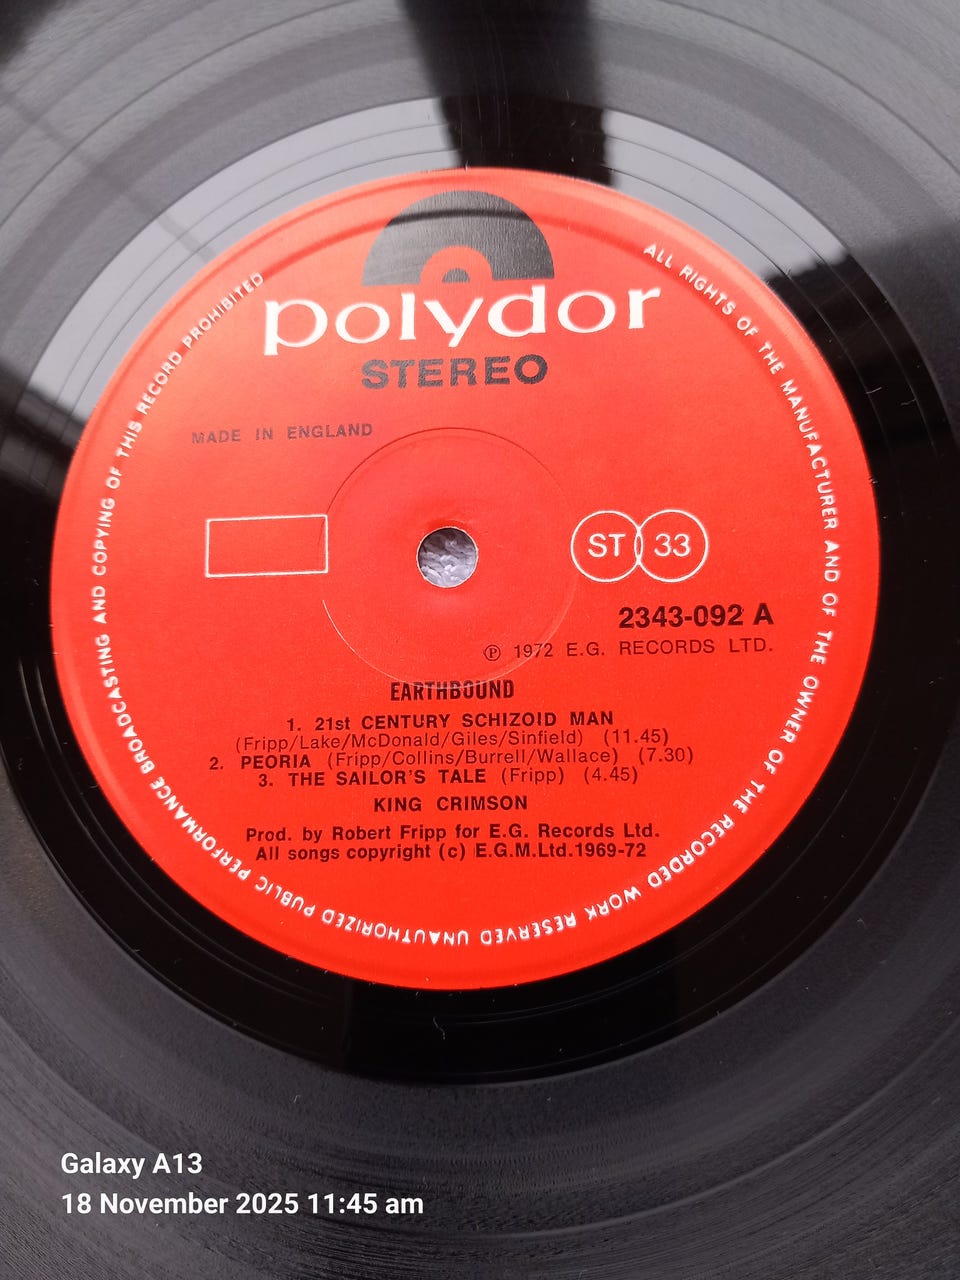 polydor
STEREO
MADE IN ENGLAND
ST 33
2343-092 A
℗ 1972 E.G. RECORDS LTD.
EARTHBOUND
1. 21st CENTURY SCHIZOID MAN
(Fripp/Lake/McDonald/Giles/Sinfield) (11.45)
2. PEORIA (Fripp/Collins/Burrell/Wallace) (7.30)
3. THE SAILOR'S TALE (Fripp) (4.45)
KING CRIMSON
Prod. by Robert Fripp for E.G. Records Ltd.
All songs copyright (c) E.G.M.Ltd.1969-72
ALL RIGHTS OF THE MANUFACTURER AND OF THE OWNER OF THE RECORDED WORK RESERVED UNAUTHORIZED PUBLIC PERFORMANCE BROADCASTING AND COPYING OF THIS RECORD PROHIBITED
Galaxy A13
18 November 2025 11:45 am